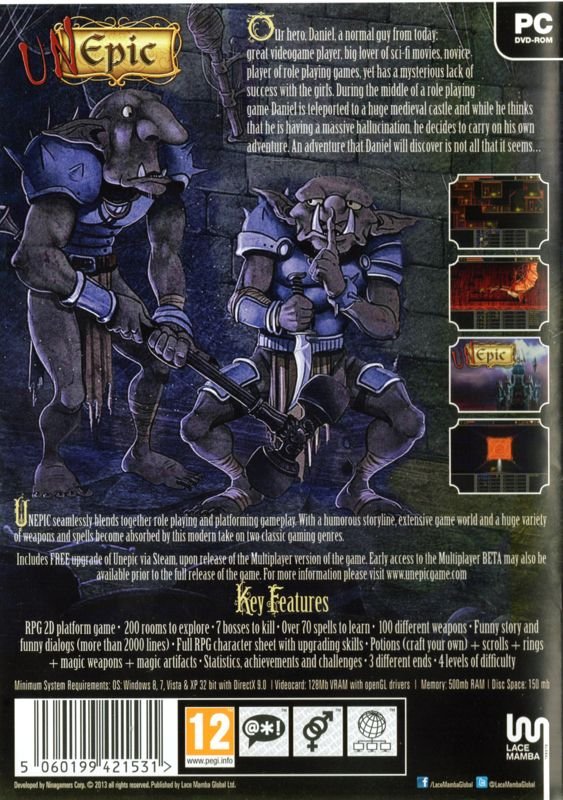 UnEpic
PC
DVD-ROM
Our hero, Daniel, a normal guy from today:
great videogame player, big lover of sci-fi movies, novice
player of role playing games, yet has a mysterious lack of
success with the girls. During the middle of a role playing
game Daniel is teleported to a huge medieval castle and while he thinks
that he is having a massive hallucination, he decides to carry on his own
adventure. An adventure that Daniel will discover is not all that it seems...
UnEpic
UNEPIC seamlessly blends together role playing and platforming gameplay. With a humorous storyline, extensive game world and a huge variety
of weapons and spells become absorbed by this modern take on two classic gaming genres.
Includes FREE upgrade of Unepic via Steam, upon release of the Multiplayer version of the game. Early access to the Multiplayer BETA may also be
available prior to the full release of the game. For more information please visit www.unepicgame.com
Key Features
RPG 2D platform game • 200 rooms to explore • 7 bosses to kill • Over 70 spells to learn • 100 different weapons • Funny story and
funny dialogs (more than 2000 lines) • Full RPG character sheet with upgrading skills • Potions (craft your own) + scrolls + rings
+ magic weapons + magic artifacts • Statistics, achievements and challenges • 3 different ends • 4 levels of difficulty
Minimum System Requirements: OS: Windows 8, 7, Vista & XP 32 bit with DirectX 9.0 | Videocard: 128Mb VRAM with openGL drivers | Memory: 500mb RAM | Disc Space: 150 mb
5 060199 421531 >
12
www.pegi.info
@*!
LACE
MAMBA
Developed by Ninagamers Corp. © 2013 all rights reserved. Published by Lace Mamba Global Ltd.
f /LaceMambaGlobal @LaceMambaGlobal